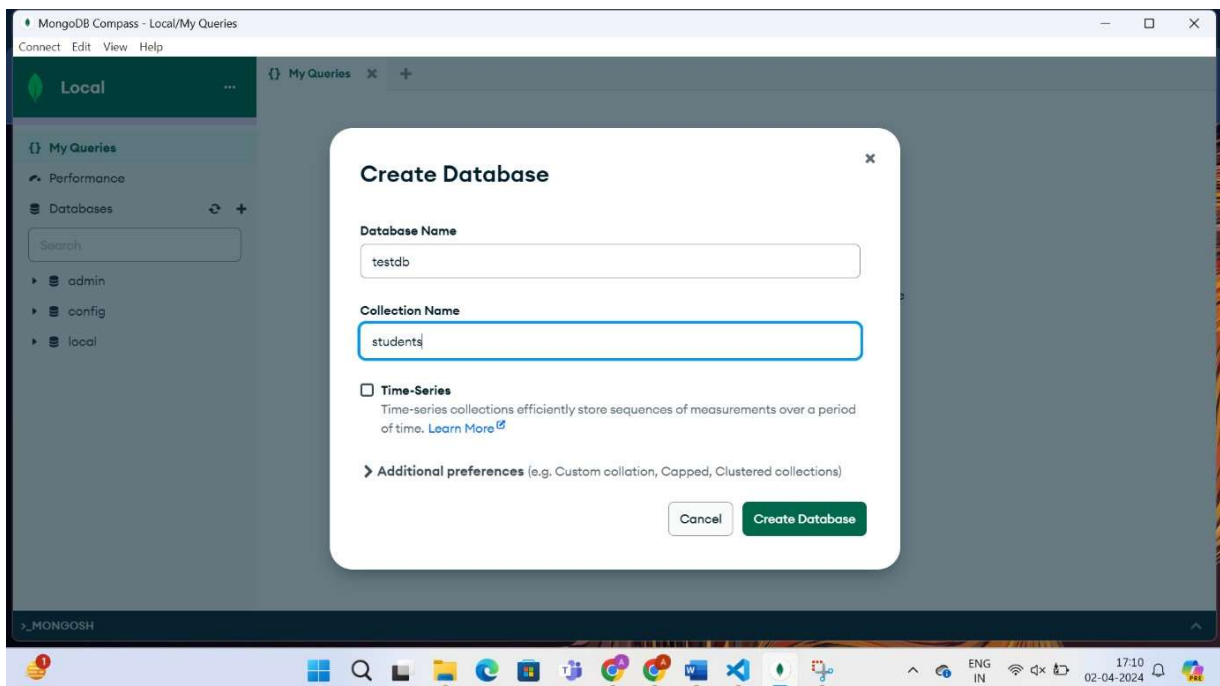 MongoDB Compass - Local/My Queries
Connect Edit View Help
Local
{} My Queries
{} My Queries
Performance
Databases
Search
admin
config
local
Create Database
Database Name
testdb
Collection Name
students
Time-Series
Time-series collections efficiently store sequences of measurements over a period
of time. Learn More
Additional preferences (e.g. Custom collation, Capped, Clustered collections)
Cancel Create Database
>_MONGOSH
1
ENG
IN
17:10
02-04-2024
PRE